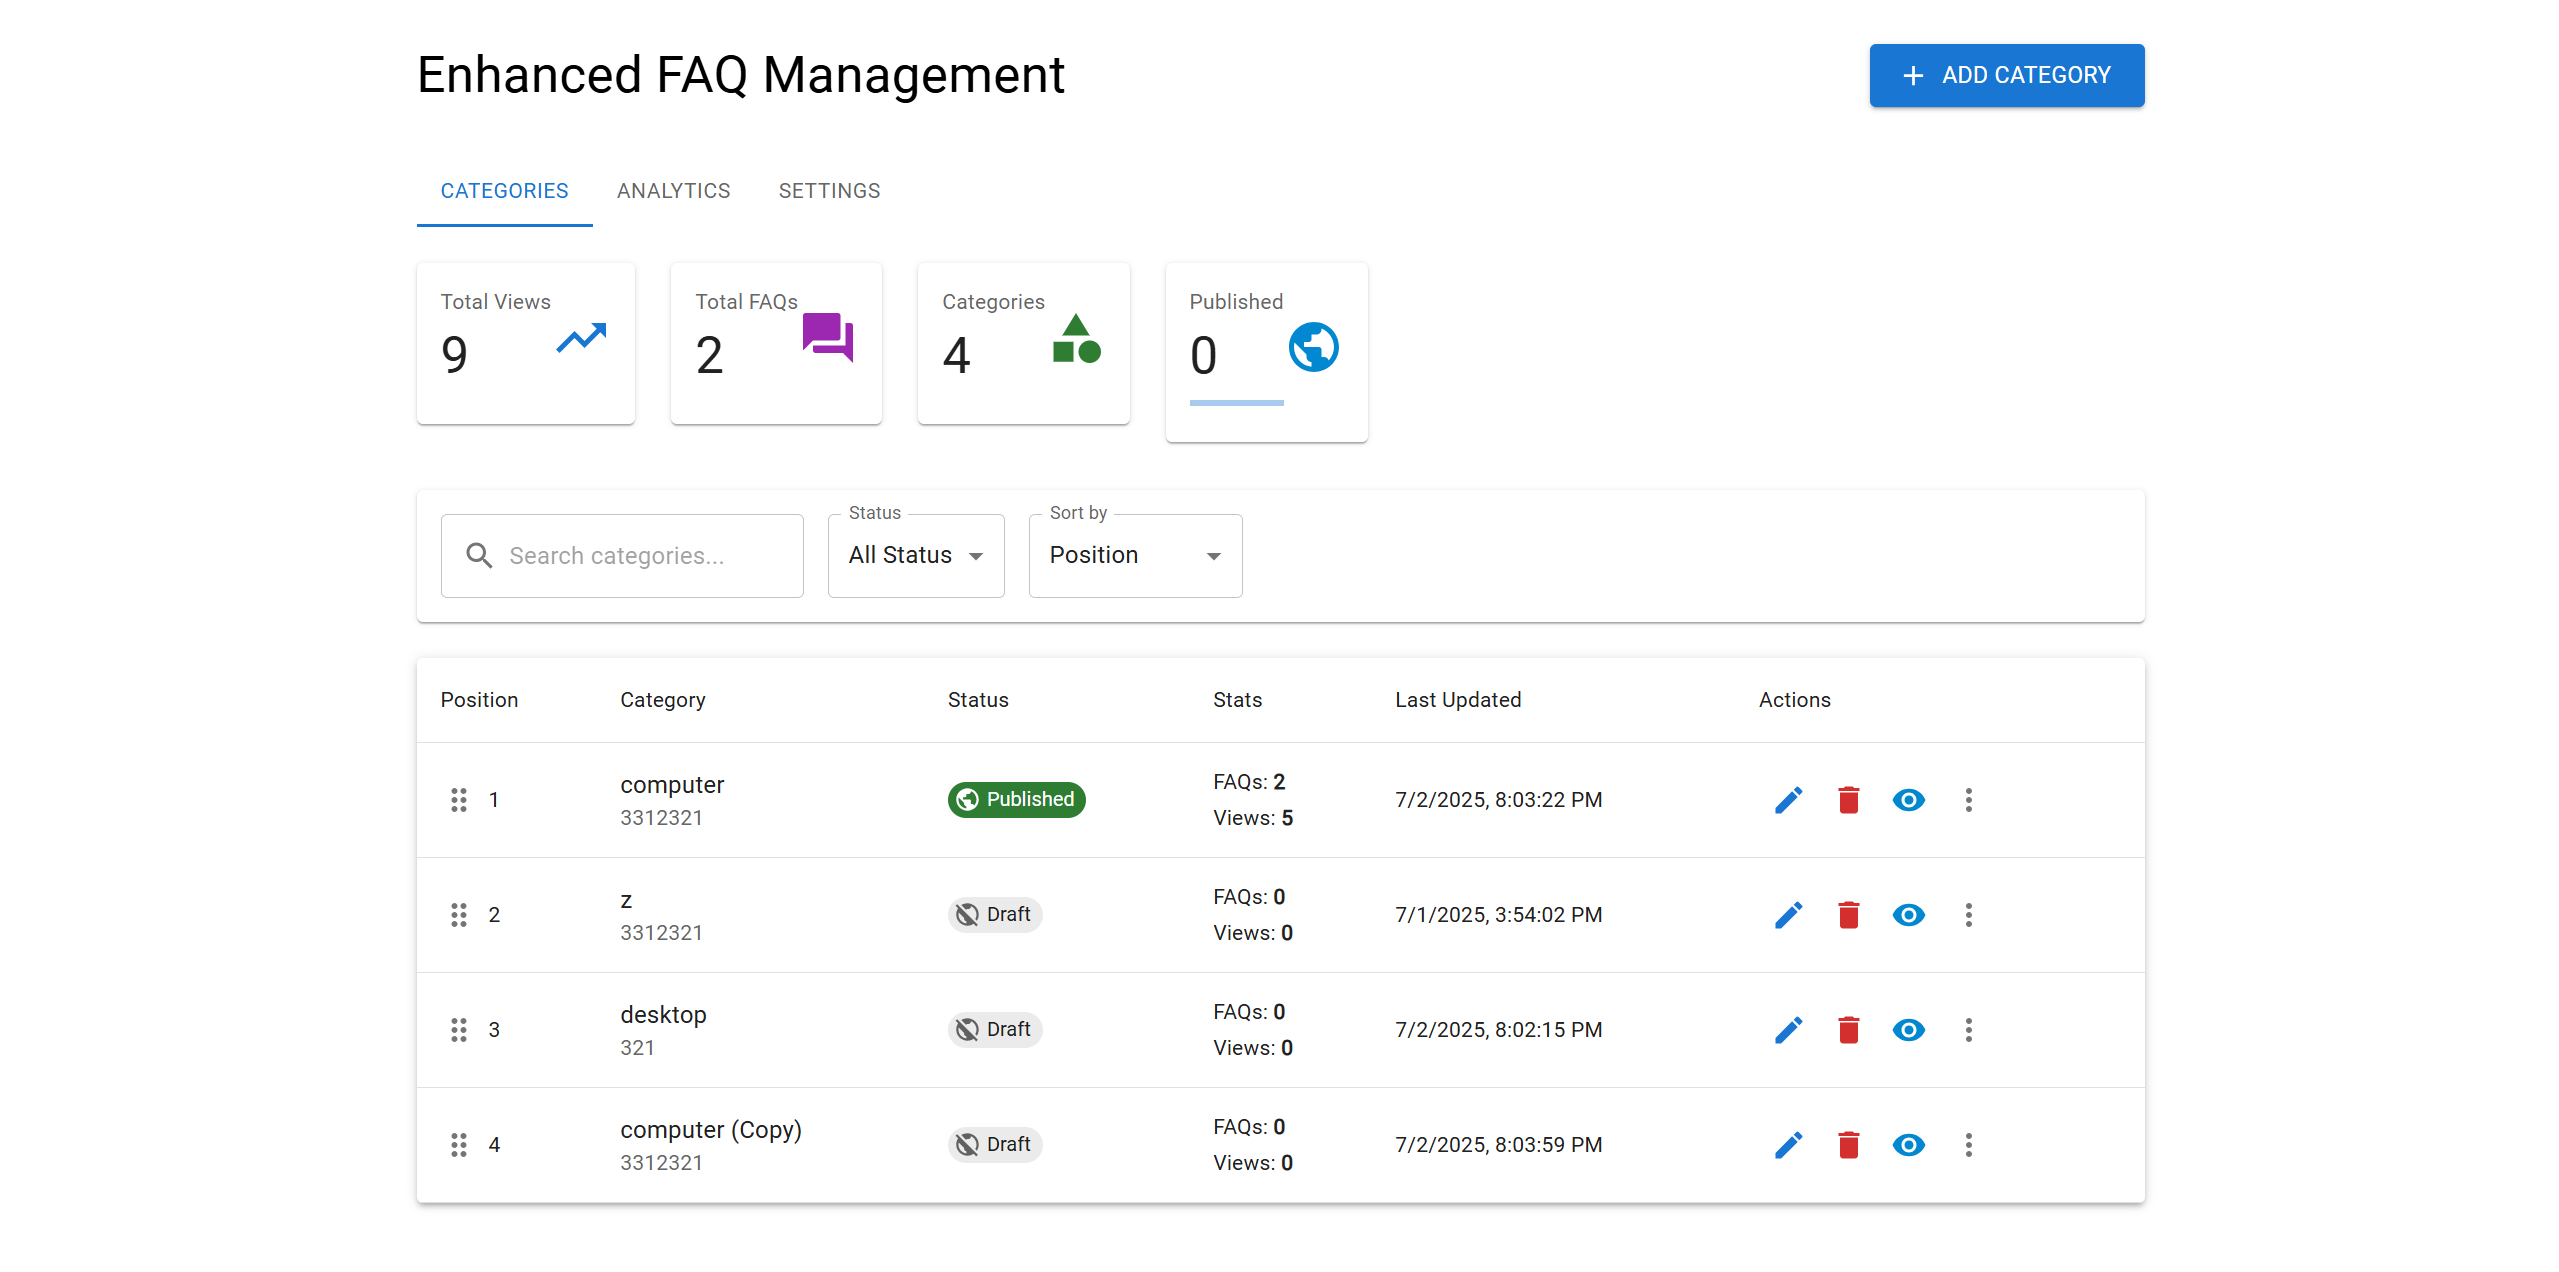 Enhanced FAQ Management
ADD CATEGORY
CATEGORIES ANALYTICS SETTINGS
Total Views
9
Total FAQs
2
Categories
4
Published
0
Search categories...
Status
All Status
Sort by
Position
Position Category Status Stats Last Updated Actions
1
computer
3312321
Published
FAQs: 2
Views: 5
7/2/2025, 8:03:22 PM
2
z
3312321
Draft
FAQs: 0
Views: 0
7/1/2025, 3:54:02 PM
3
desktop
321
Draft
FAQs: 0
Views: 0
7/2/2025, 8:02:15 PM
4
computer (Copy)
3312321
Draft
FAQs: 0
Views: 0
7/2/2025, 8:03:59 PM